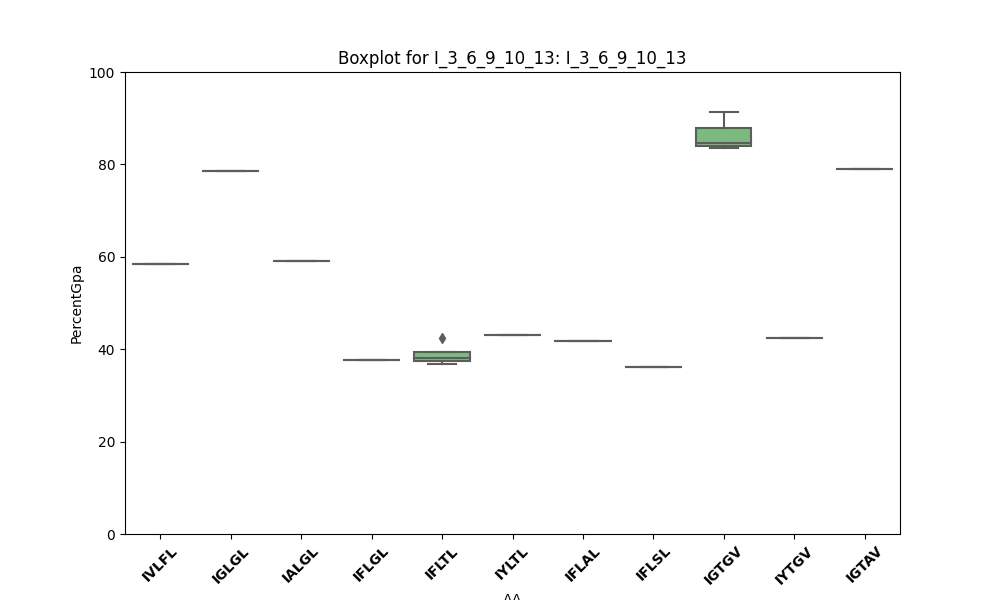 Boxplot for I_3_6_9_10_13: I_3_6_9_10_13
PercentGpa
100
80
60
40
20
0
IVLFL
IGLGL
IALGL
IFLGL
IFLTL
IYLTL
IFLAL
IFLSL
IGTGV
IYTGV
IGTAV
AA